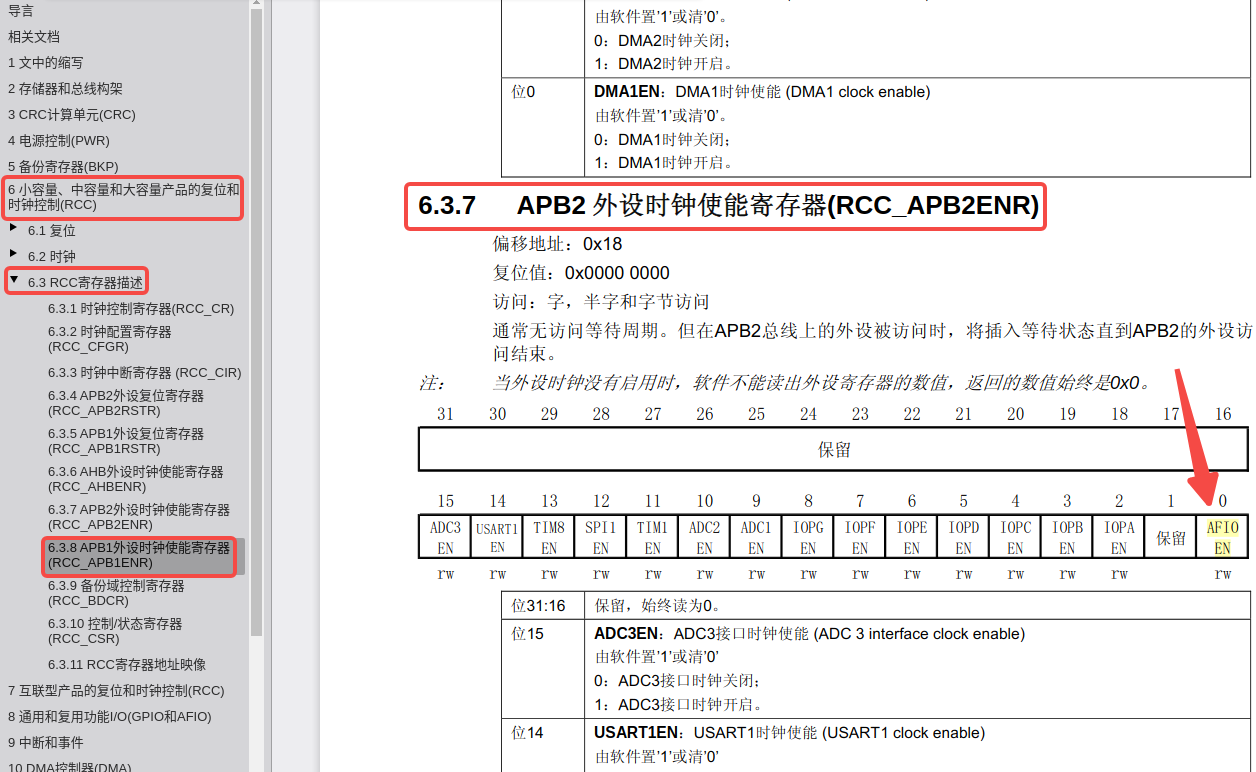 导言
相关文档
1 文中的缩写
2 存储器和总线构架
3 CRC计算单元(CRC)
4 电源控制(PWR)
5 备份寄存器(BKP)
6 小容量、中容量和大容量产品的复位和
时钟控制(RCC)
6.1 复位
6.2 时钟
6.3 RCC寄存器描述
6.3.1 时钟控制寄存器(RCC_CR)
6.3.2 时钟配置寄存器
(RCC_CFGR)
6.3.3 时钟中断寄存器 (RCC_CIR)
6.3.4 APB2外设复位寄存器
(RCC_APB2RSTR)
6.3.5 APB1外设复位寄存器
(RCC_APB1RSTR)
6.3.6 AHB外设时钟使能寄存器
(RCC_AHBENR)
6.3.7 APB2外设时钟使能寄存器
(RCC_APB2ENR)
6.3.8 APB1外设时钟使能寄存器
(RCC_APB1ENR)
6.3.9 备份域控制寄存器
(RCC_BDCR)
6.3.10 控制/状态寄存器
(RCC_CSR)
6.3.11 RCC寄存器地址映像
7 互联型产品的复位和时钟控制(RCC)
8 通用和复用功能I/O(GPIO和AFIO)
9 中断和事件
10 DMA控制器(DMA)
由软件置'1'或清'0'。
0：DMA2时钟关闭；
1：DMA2时钟开启。
位0 DMA1EN：DMA1时钟使能 (DMA1 clock enable)
由软件置'1'或清'0'。
0：DMA1时钟关闭；
1：DMA1时钟开启。
6.3.7 APB2 外设时钟使能寄存器(RCC_APB2ENR)
偏移地址：0x18
复位值：0x0000 0000
访问：字，半字和字节访问
通常无访问等待周期。但在APB2总线上的外设被访问时，将插入等待状态直到APB2的外设访
问结束。
注： 当外设时钟没有启用时，软件不能读出外设寄存器的数值，返回的数值始终是0x0。
31 30 29 28 27 26 25 24 23 22 21 20 19 18 17 16
保留
15 14 13 12 11 10 9 8 7 6 5 4 3 2 1 0
ADC3 USART1 TIM8 SPI1 TIM1 ADC2 ADC1 IOPG IOPF IOPE IOPD IOPC IOPB IOPA 保留 AFIO
EN EN EN EN EN EN EN EN EN EN EN EN EN EN EN
rw rw rw rw rw rw rw rw rw rw rw rw rw rw rw
位31:16 保留，始终读为0。
位15 ADC3EN：ADC3接口时钟使能 (ADC 3 interface clock enable)
由软件置'1'或清'0'
0：ADC3接口时钟关闭；
1：ADC3接口时钟开启。
位14 USART1EN：USART1时钟使能 (USART1 clock enable)
由软件置'1'或清'0'